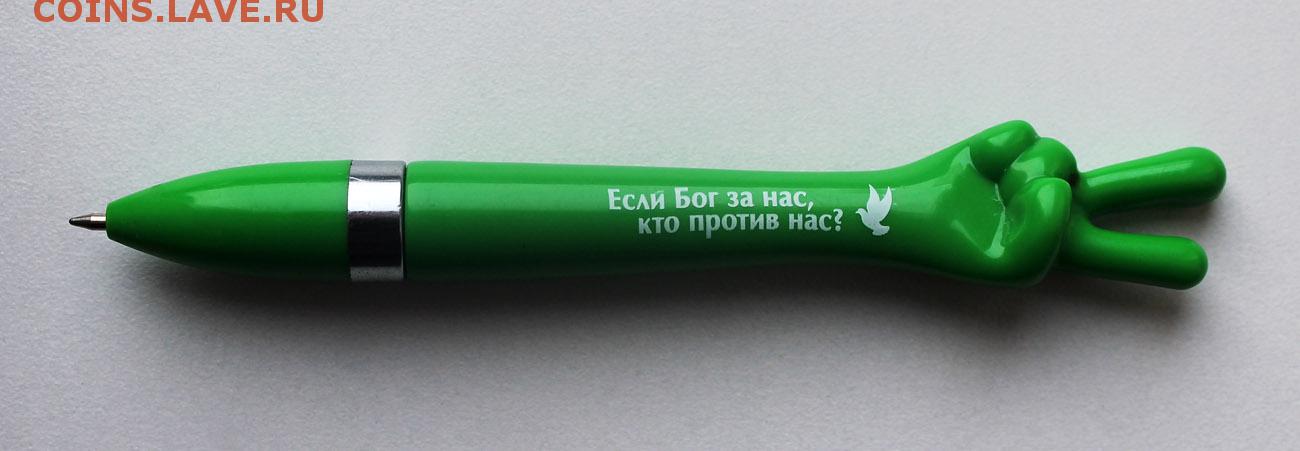 COINS.LAVE.RU
Если Бог за нас,
кто против нас?